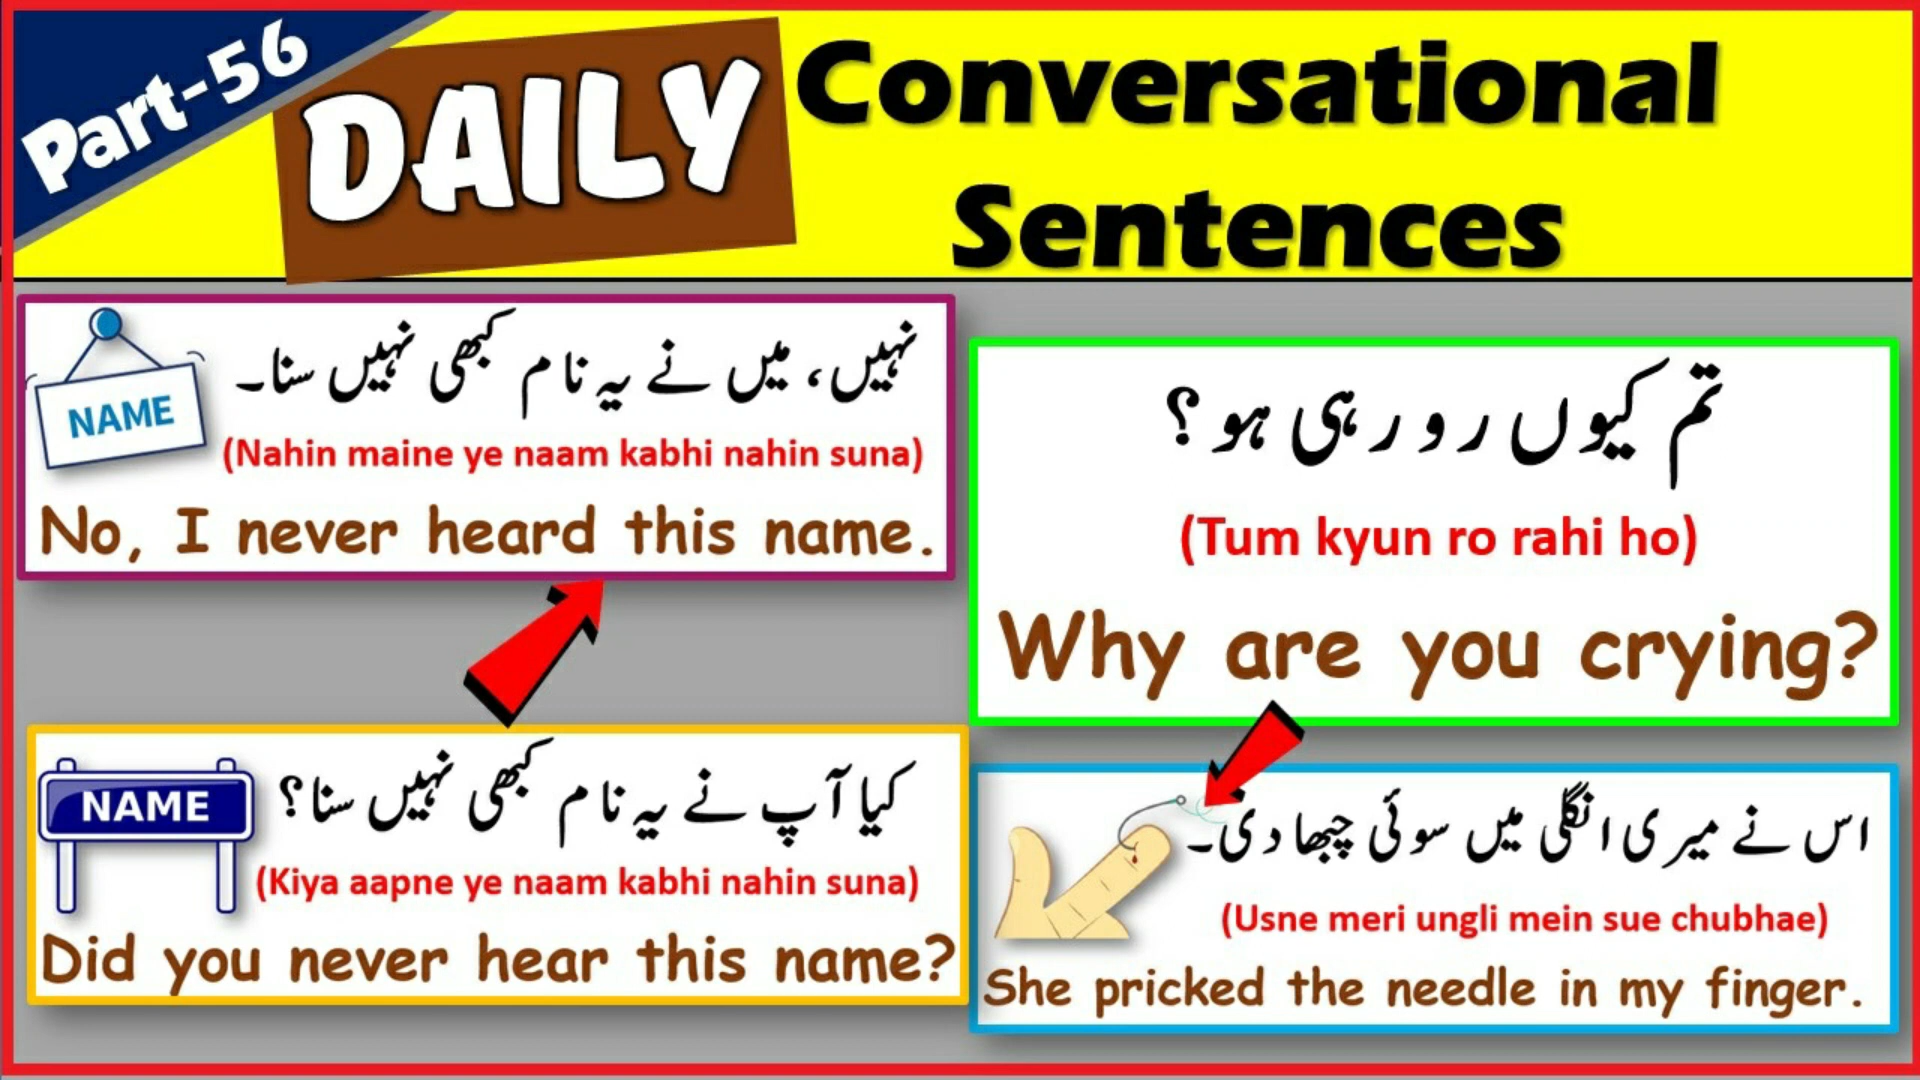 Part-56
DAILY
Conversational
Sentences
NAME
نہیں، میں نے یہ نام کبھی نہیں سنا۔
(Nahin maine ye naam kabhi nahin suna)
No, I never heard this name.
NAME
کیا آپ نے یہ نام کبھی نہیں سنا؟
(Kiya aapne ye naam kabhi nahin suna)
Did you never hear this name?
تم کیوں رو رہی ہو؟
(Tum kyun ro rahi ho)
Why are you crying?
اس نے میری انگلی میں سوئی چبھا دی۔
(Usne meri ungli mein sue chubhae)
She pricked the needle in my finger.